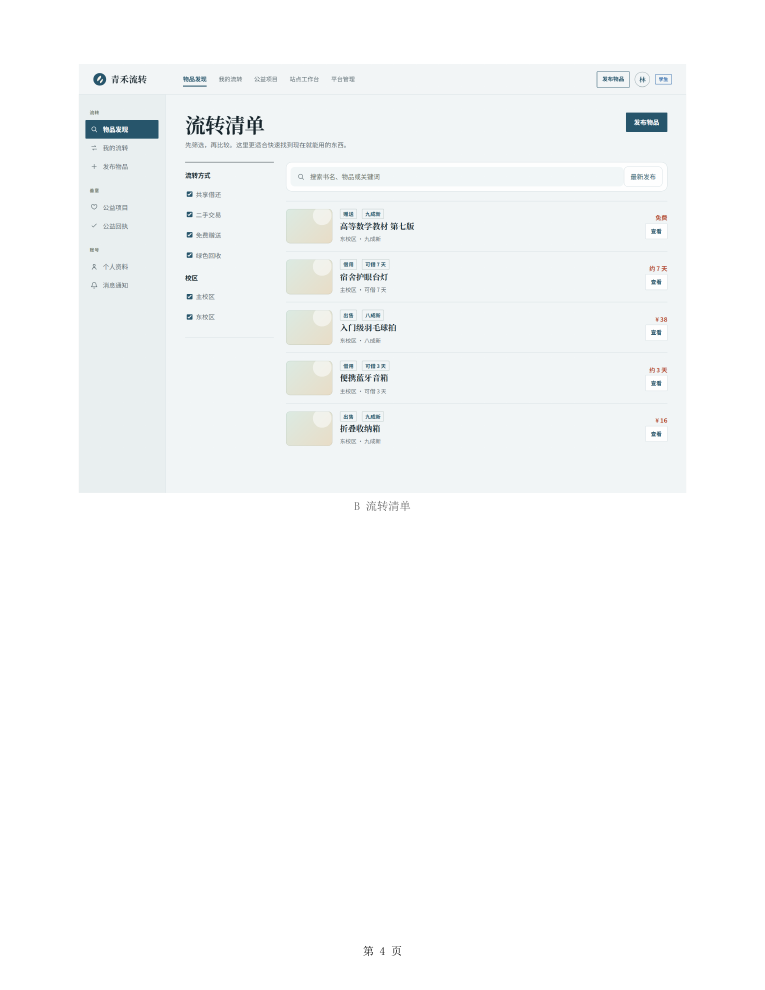 青禾流转
物品发现 我的流转 公益项目 站点工作台 平台管理
发布物品 林 学生
流转
物品发现
我的流转
发布物品
公益项目
公益回执
账号
个人资料
消息通知
流转清单
先筛选，再比较。这里更适合快速找到现在就能用的东西。
发布物品
流转方式
共享借还
二手交易
免费赠送
绿色回收
校区
主校区
东校区
搜索书名、物品或关键词
最新发布
赠送 九成新
高等数学教材 第七版
东校区 · 九成新
免费
查看
借用 可借 7 天
宿舍护眼台灯
主校区 · 可借 7 天
约 7 天
查看
出售 八成新
入门级羽毛球拍
东校区 · 八成新
¥ 38
查看
借用 可借 3 天
便携蓝牙音箱
主校区 · 可借 3 天
约 3 天
查看
出售 九成新
折叠收纳箱
东校区 · 九成新
¥ 16
查看
B 流转清单
第 4 页